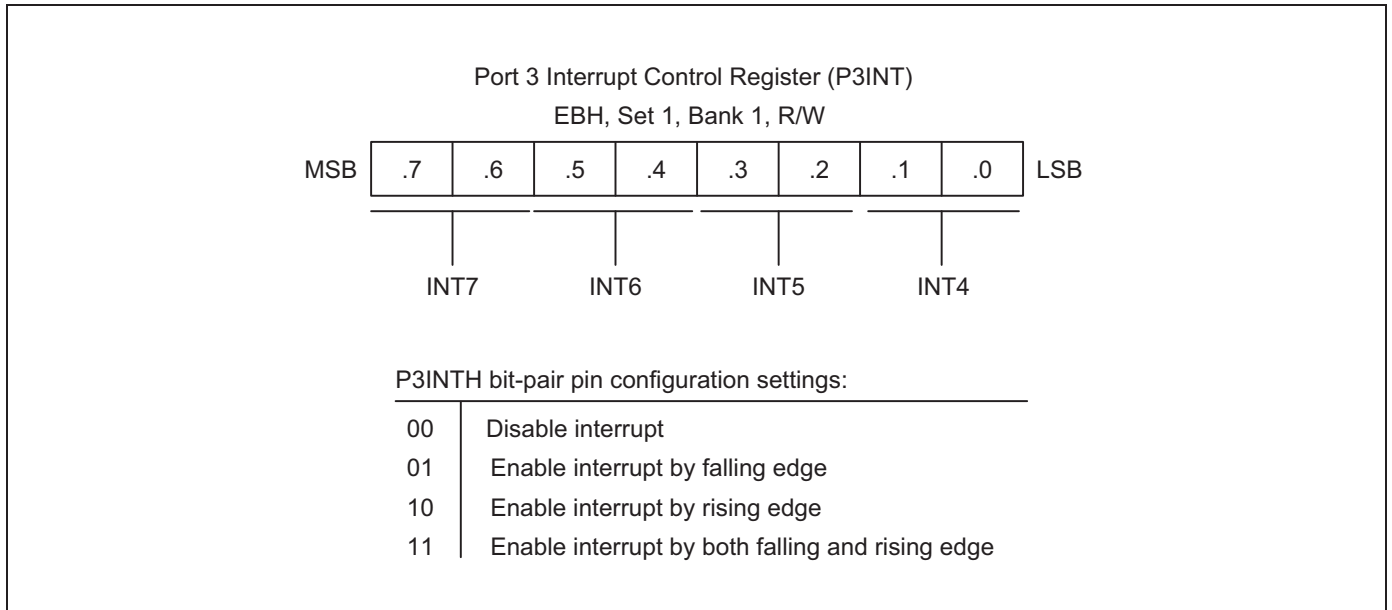 Port 3 Interrupt Control Register (P3INT)
EBH, Set 1, Bank 1, R/W
MSB .7 .6 .5 .4 .3 .2 .1 .0 LSB
INT7 INT6 INT5 INT4
P3INTH bit-pair pin configuration settings:
00 Disable interrupt
01 Enable interrupt by falling edge
10 Enable interrupt by rising edge
11 Enable interrupt by both falling and rising edge